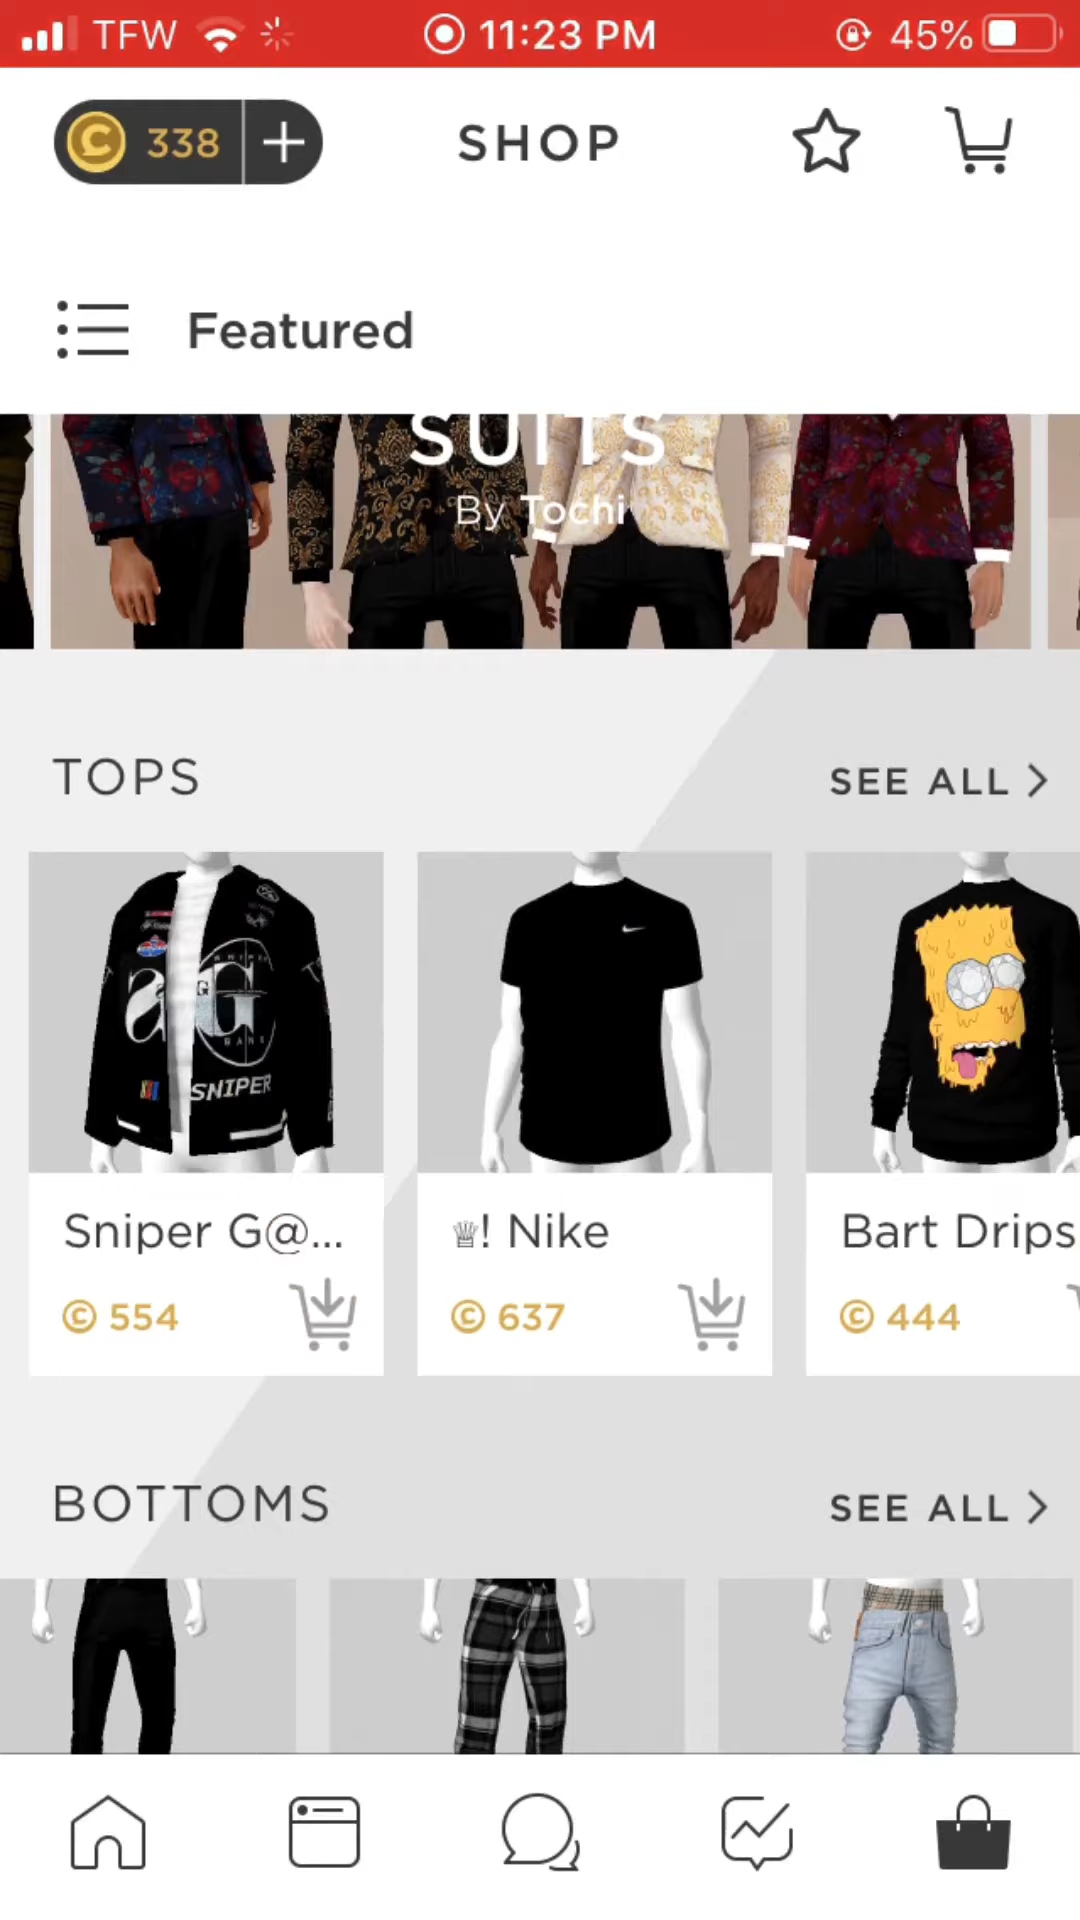 TFW 11:23 PM 45%
338 SHOP
Featured
SUITS
By Tochi
TOPS SEE ALL
SNIPER
Sniper G@... ♕! Nike Bart Drips
© 554 © 637 © 444
BOTTOMS SEE ALL